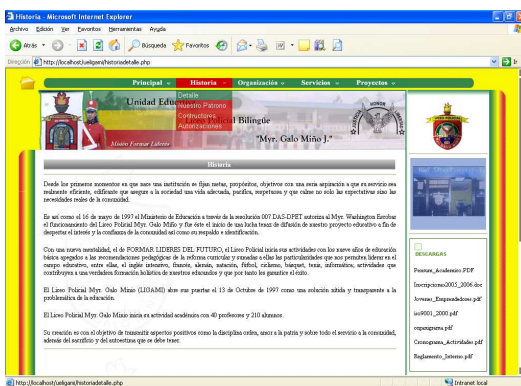 Historia - Microsoft Internet Explorer
Archivo Edición Ver Favoritos Herramientas Ayuda
Atrás Búsqueda Favoritos
Dirección http://localhost/ueligami/historiadetalle.php Ir
Principal Historia Organización Servicios Proyectos
Detalle
Nuestro Patrono
Contructores
Autorizaciones
Unidad
Bilingüe
"Myr. Galo Miño J."
Misión Formar Líderes
HONOR
Historia
Desde los primeros momentos en que nace una institución se fijan metas, propósitos, objetivos con una seria aspiración a que su servicio sea
realmente eficiente, edificante que asegure a la sociedad una vida adecuada, pacífica, respetuosa y que calme no solo las expectativas sino las
necesidades reales de la comunidad.
Es así como el 16 de mayo de 1997 el Ministerio de Educación a través de la resolución 007 DAS-DPET autoriza al Myr. Washington Escobar
el funcionamiento del Liceo Policial Myr. Galo Miño y fue éste el inicio de una lucha tenaz de difusión de nuestro proyecto educativo a fin de
despertar el interés y la confianza de la comunidad así como su respaldo e identificación.
Con una nueva mentalidad, el de FORMAR LIDERES DEL FUTURO, el Liceo Policial inicia sus actividades con los nueve años de educación
básica apegados a las recomendaciones pedagógicas de la reforma curricular y sumadas a ellas las particularidades que nos permiten liderar en el
campo educativo, entre ellas, el inglés intensivo, francés, alemán, natación, fútbol, ciclismo, básquet, tenis, informática, actividades que
contribuyen a una verdadera formación holística de nuestros educandos y que por tanto les garantice el éxito.
El Liceo Policial Myr. Galo Miño (LIGAMI) abre sus puertas el 13 de Octubre de 1997 como una solución nítida y transparente a la
problemática de la educación.
El Liceo Policial Myr. Galo Miño inicia su actividad académica con 40 profesores y 210 alumnos.
Su creación es con el objetivo de transmitir aspectos positivos como la disciplina orden, amor a la patria y sobre todo el servicio a la comunidad,
además del sacrificio y del autoestima que se debe tener.
DESCARGAS
Pensum_Academico.PDF
Inscripciones2005_2006.doc
Jovenes_Emprendedores.pdf
iso9001_2000.pdf
organigrama.pdf
Cronograma_Actividades.pdf
Reglamento_Interno.pdf
http://localhost/ueligami/historiadetalle.php Intranet local